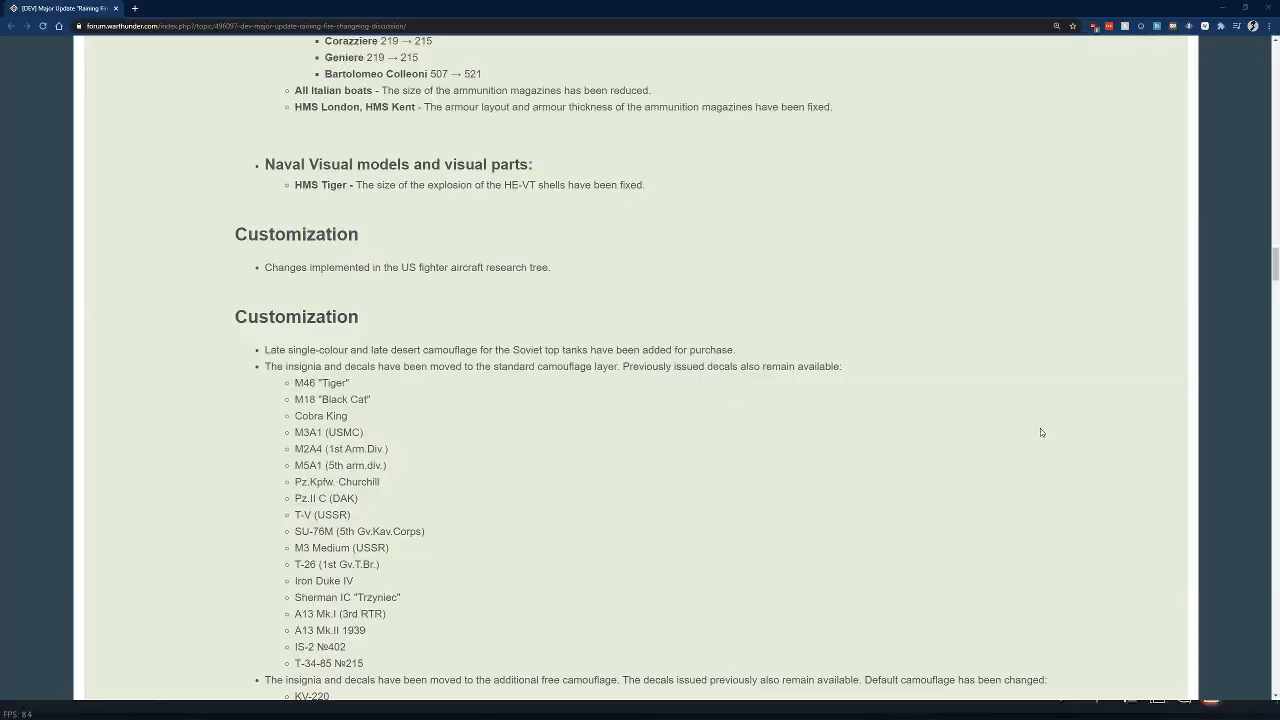 [DEV] Major Update "Raining Fire
forum.warthunder.com/index.php?/topic/496097-dev-major-update-raining-fire-changelog-discussion/
Corazziere 219 → 215
Geniere 219 → 215
Bartolomeo Colleoni 507 → 521
All Italian boats - The size of the ammunition magazines has been reduced.
HMS London, HMS Kent - The armour layout and armour thickness of the ammunition magazines have been fixed.
Naval Visual models and visual parts:
HMS Tiger - The size of the explosion of the HE-VT shells have been fixed.
Customization
Changes implemented in the US fighter aircraft research tree.
Customization
Late single-colour and late desert camouflage for the Soviet top tanks have been added for purchase.
The insignia and decals have been moved to the standard camouflage layer. Previously issued decals also remain available:
M46 "Tiger"
M18 "Black Cat"
Cobra King
M3A1 (USMC)
M2A4 (1st Arm.Div.)
M5A1 (5th arm.div.)
Pz.Kpfw. Churchill
Pz.II C (DAK)
T-V (USSR)
SU-76M (5th Gv.Kav.Corps)
M3 Medium (USSR)
T-26 (1st Gv.T.Br.)
Iron Duke IV
Sherman IC "Trzyniec"
A13 Mk.I (3rd RTR)
A13 Mk.II 1939
IS-2 №402
T-34-85 №215
The insignia and decals have been moved to the additional free camouflage. The decals issued previously also remain available. Default camouflage has been changed:
KV-220
FPS: 84